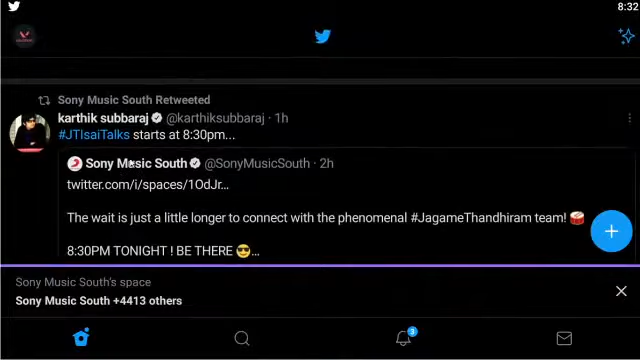 8:32
Sony Music South Retweeted
karthik subbaraj @karthiksubbaraj · 1h
#JTIsaiTalks starts at 8:30pm...
Sony Music South @SonyMusicSouth · 2h
twitter.com/i/spaces/1OdJr…
The wait is just a little longer to connect with the phenomenal #JagameThandhiram team! 🥁
8:30PM TONIGHT ! BE THERE 😎...
Sony Music South's space
Sony Music South +4413 others
3